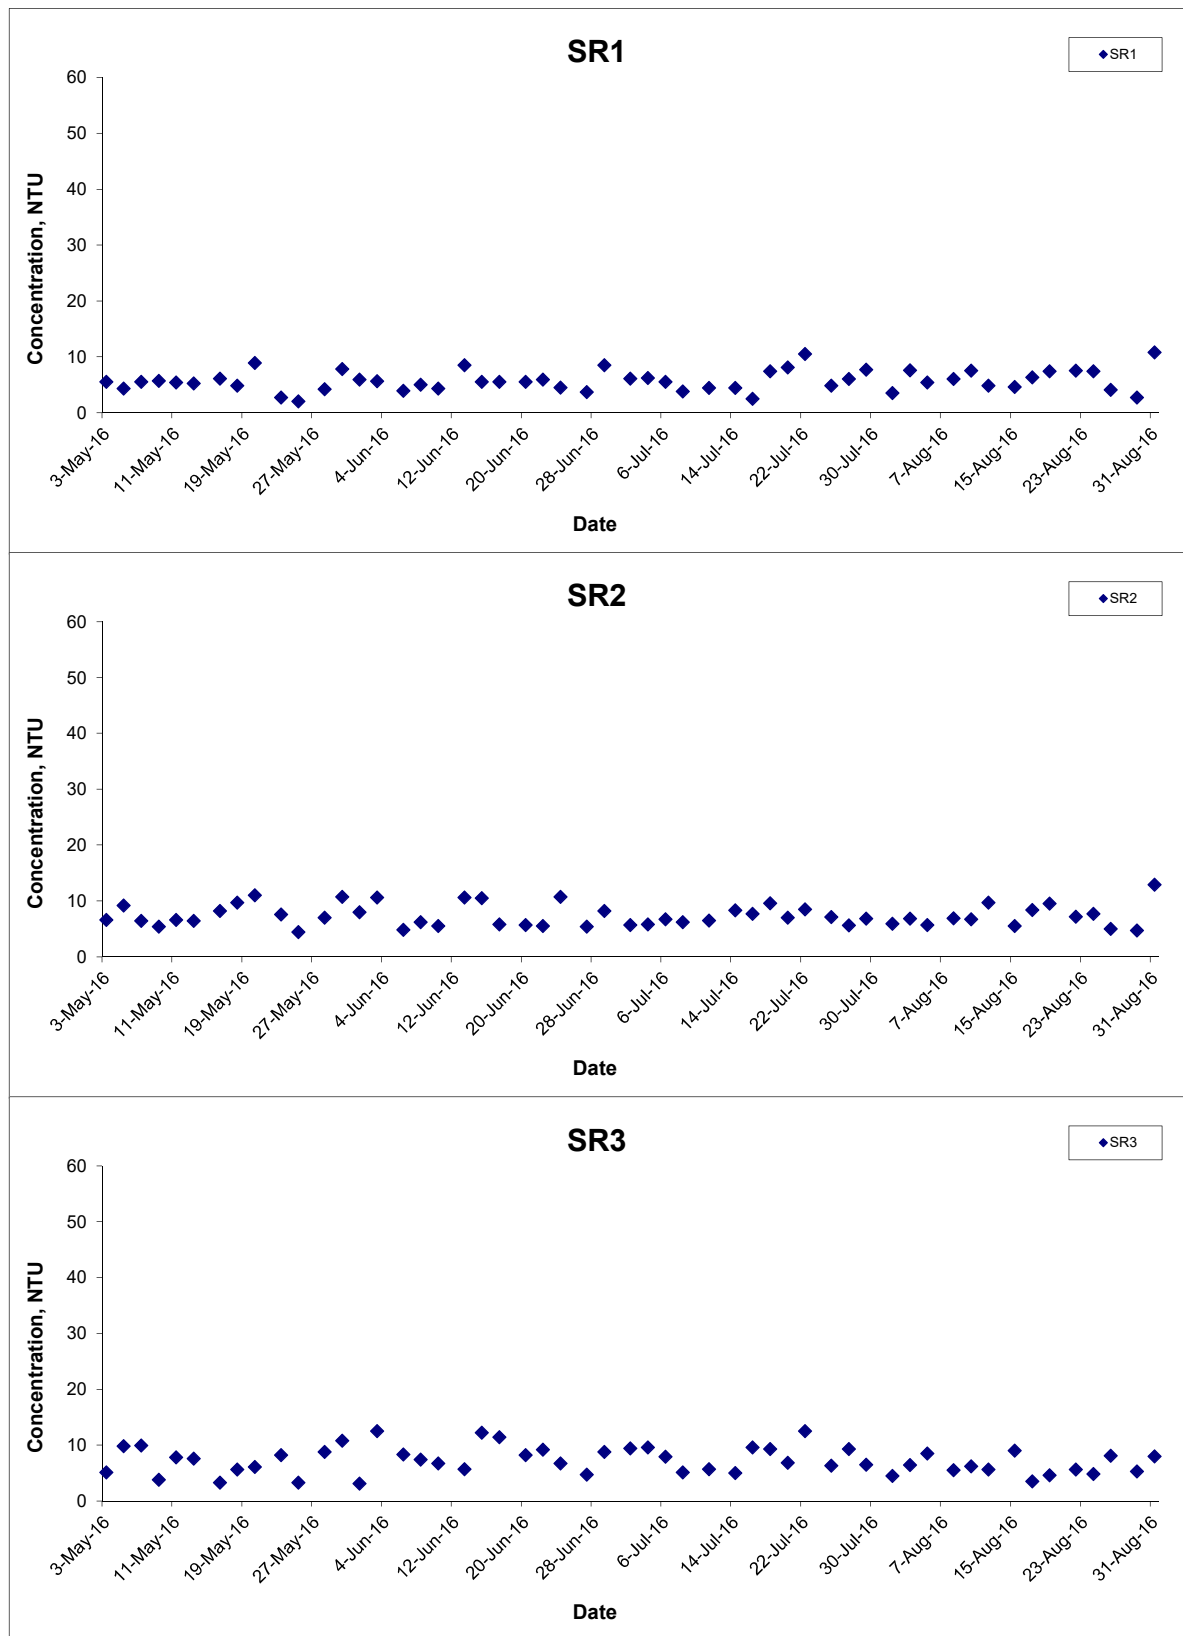 SR1
SR1
60
50
40
30
20
10
0
Concentration, NTU
3-May-16
11-May-16
19-May-16
27-May-16
4-Jun-16
12-Jun-16
20-Jun-16
28-Jun-16
6-Jul-16
14-Jul-16
22-Jul-16
30-Jul-16
7-Aug-16
15-Aug-16
23-Aug-16
31-Aug-16
Date
SR2
SR2
60
50
40
30
20
10
0
Concentration, NTU
3-May-16
11-May-16
19-May-16
27-May-16
4-Jun-16
12-Jun-16
20-Jun-16
28-Jun-16
6-Jul-16
14-Jul-16
22-Jul-16
30-Jul-16
7-Aug-16
15-Aug-16
23-Aug-16
31-Aug-16
Date
SR3
SR3
60
50
40
30
20
10
0
Concentration, NTU
3-May-16
11-May-16
19-May-16
27-May-16
4-Jun-16
12-Jun-16
20-Jun-16
28-Jun-16
6-Jul-16
14-Jul-16
22-Jul-16
30-Jul-16
7-Aug-16
15-Aug-16
23-Aug-16
31-Aug-16
Date